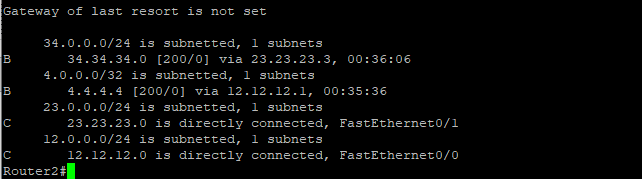 Gateway of last resort is not set

     34.0.0.0/24 is subnetted, 1 subnets
B       34.34.34.0 [200/0] via 23.23.23.3, 00:36:06
     4.0.0.0/32 is subnetted, 1 subnets
B       4.4.4.4 [200/0] via 12.12.12.1, 00:35:36
     23.0.0.0/24 is subnetted, 1 subnets
C       23.23.23.0 is directly connected, FastEthernet0/1
     12.0.0.0/24 is subnetted, 1 subnets
C       12.12.12.0 is directly connected, FastEthernet0/0
Router2#